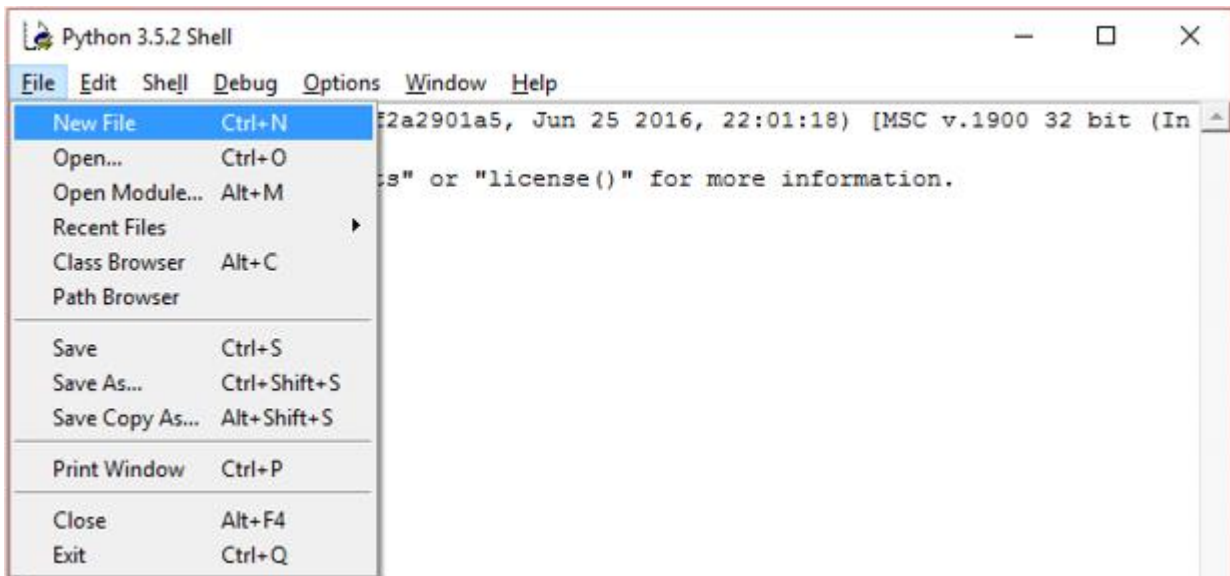 Python 3.5.2 Shell
File Edit Shell Debug Options Window Help
New File Ctrl+N
f2a2901a5, Jun 25 2016, 22:01:18) [MSC v.1900 32 bit (In
Open... Ctrl+O
s" or "license()" for more information.
Open Module... Alt+M
Recent Files
Class Browser Alt+C
Path Browser
Save Ctrl+S
Save As... Ctrl+Shift+S
Save Copy As... Alt+Shift+S
Print Window Ctrl+P
Close Alt+F4
Exit Ctrl+Q